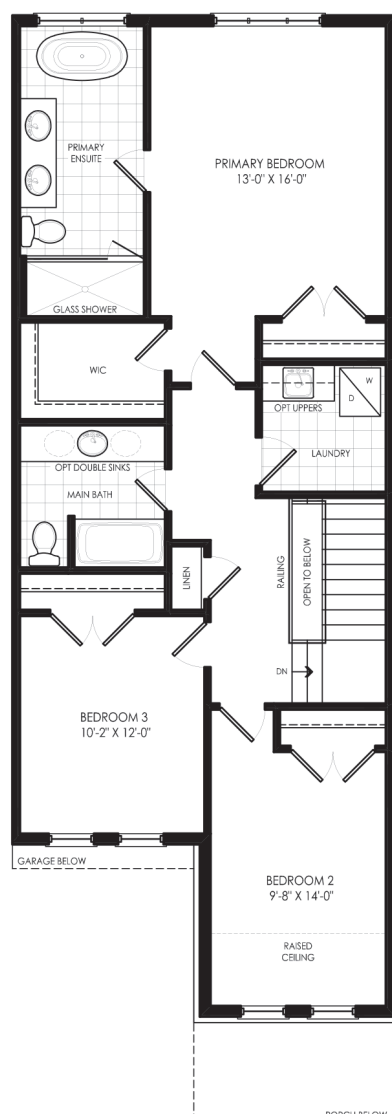 PRIMARY
ENSUITE
PRIMARY BEDROOM
13'-0" X 16'-0"
GLASS SHOWER
WIC
W
D
OPT UPPERS
LAUNDRY
OPT DOUBLE SINKS
MAIN BATH
LINEN
RAILING
OPEN TO BELOW
DN
BEDROOM 3
10'-2" X 12'-0"
GARAGE BELOW
BEDROOM 2
9'-8" X 14'-0"
RAISED
CEILING
PORCH BELOW